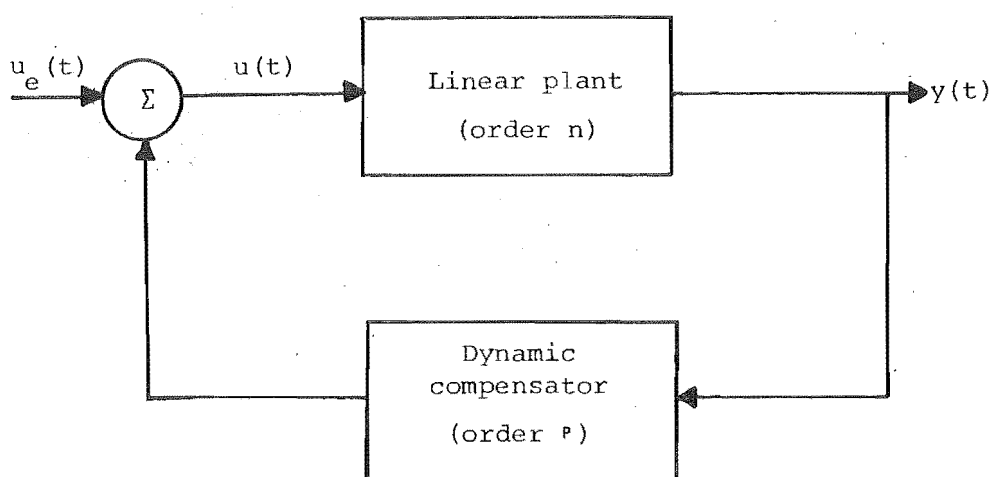 u_e(t)
Σ
u(t)
Linear plant
(order n)
y(t)
Dynamic
compensator
(order P)